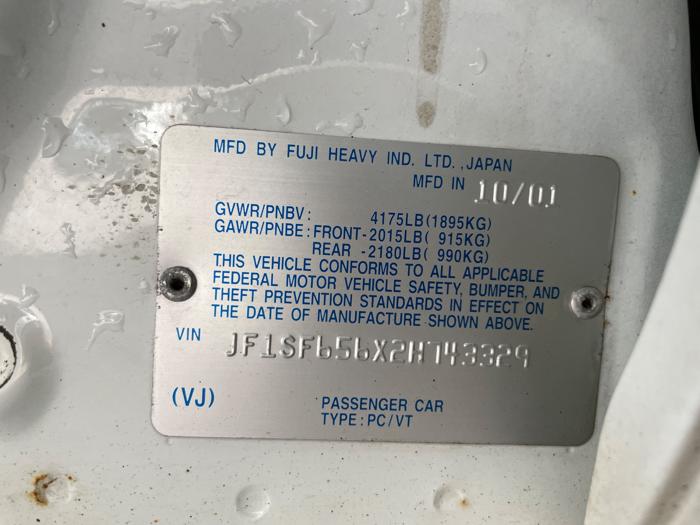 MFD BY FUJI HEAVY IND. LTD.,JAPAN
MFD IN 10/01
GVWR/PNBV: 4175LB(1895KG)
GAWR/PNBE:FRONT-2015LB( 915KG)
REAR -2180LB( 990KG)
THIS VEHICLE CONFORMS TO ALL APPLICABLE
FEDERAL MOTOR VEHICLE SAFETY, BUMPER, AND
THEFT PREVENTION STANDARDS IN EFFECT ON
THE DATE OF MANUFACTURE SHOWN ABOVE.
VIN JF1SF656X2H743329
(VJ) PASSENGER CAR
TYPE:PC/VT